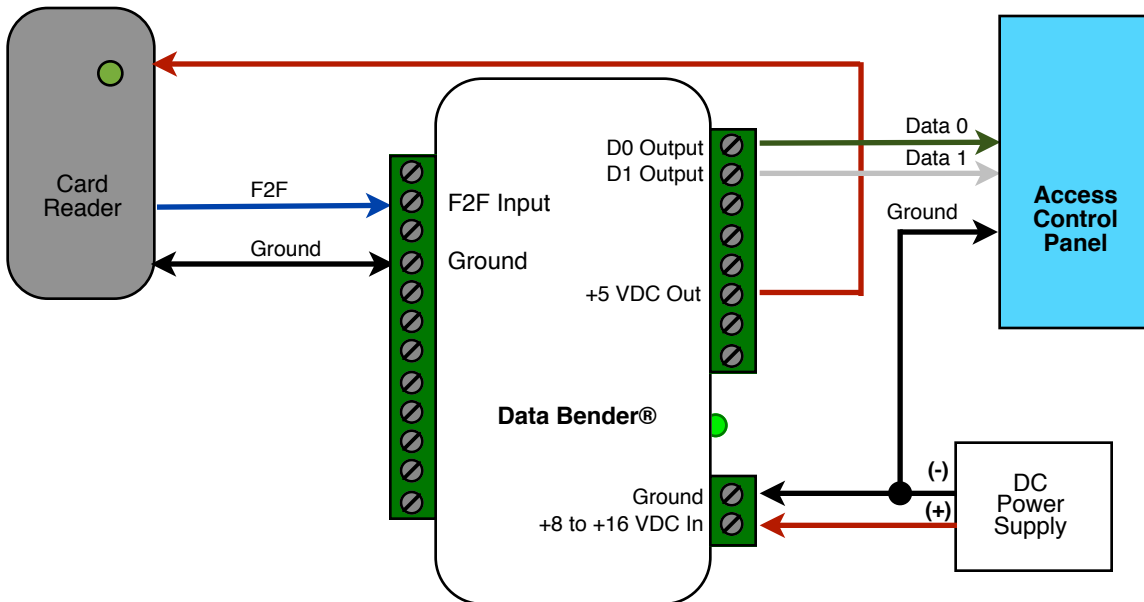 Card
Reader
F2F
Ground
F2F Input
Ground
D0 Output
D1 Output
+5 VDC Out
Data Bender®
Ground
+8 to +16 VDC In
Data 0
Data 1
Ground
Access
Control
Panel
(-)
(+)
DC
Power
Supply